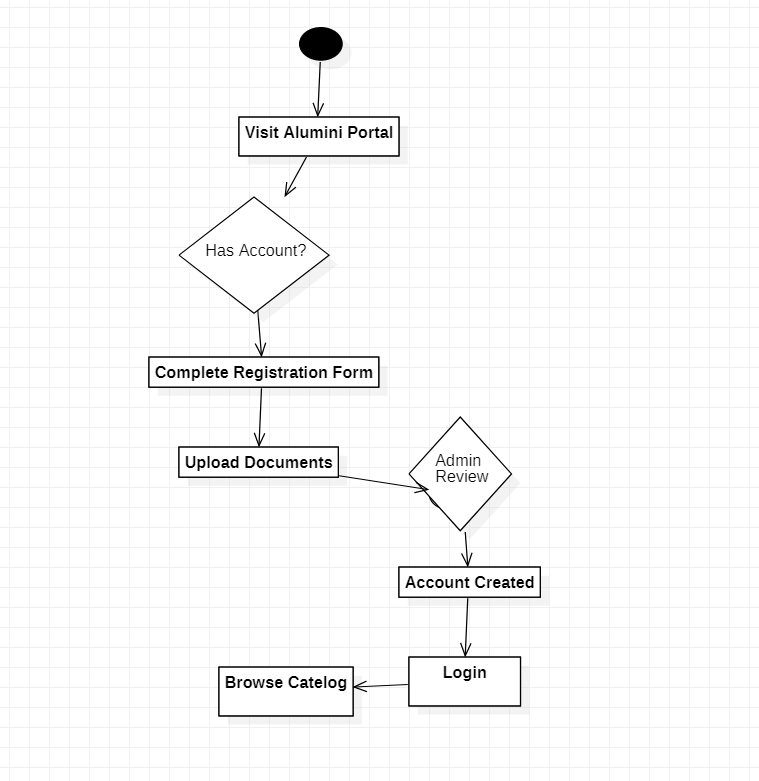 Visit Alumini Portal
Has Account?
Complete Registration Form
Upload Documents
Admin
Review
Account Created
Login
Browse Catelog